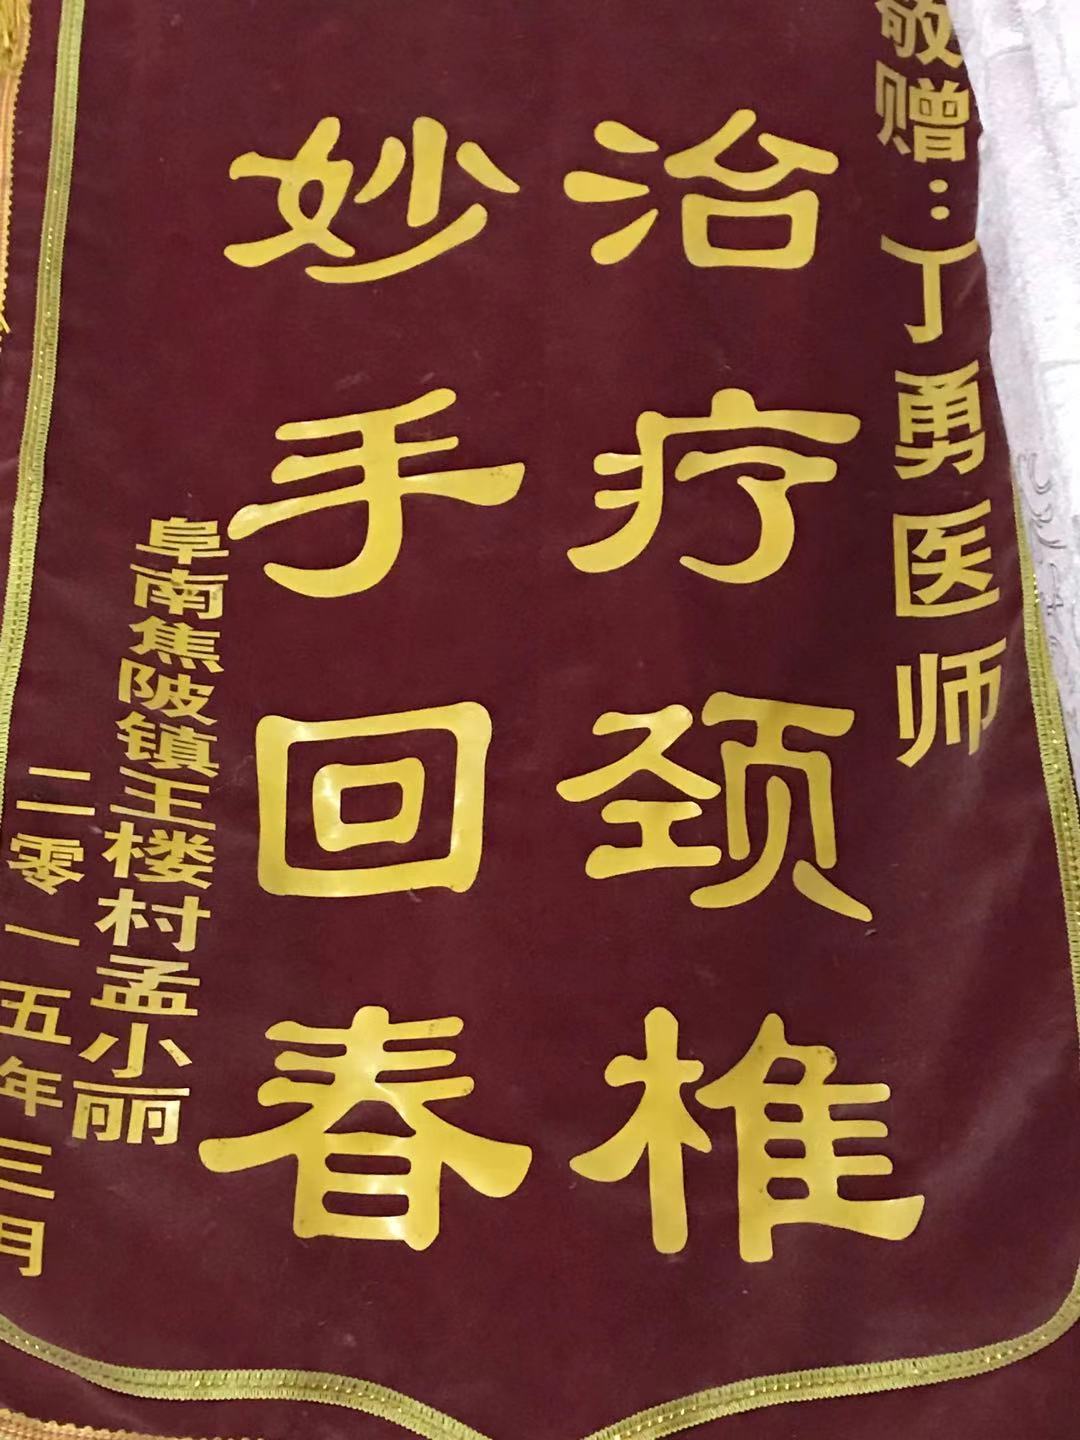 敬赠：丁勇医师
治疗颈椎
妙手回春
阜南焦陂镇王楼村孟小丽
二零一五年三月